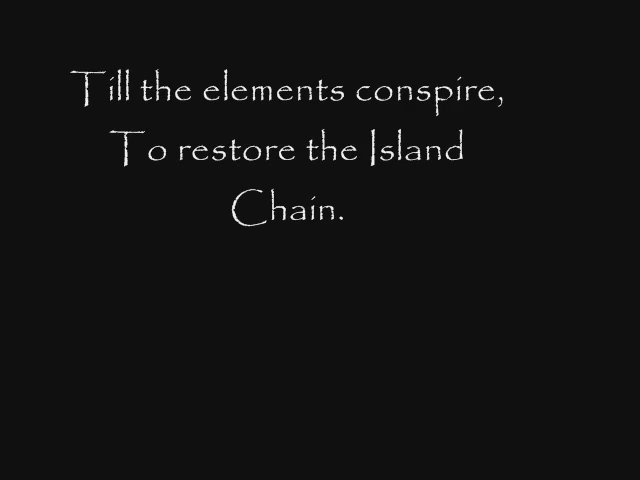 Till the elements conspire,
To restore the Island
Chain.